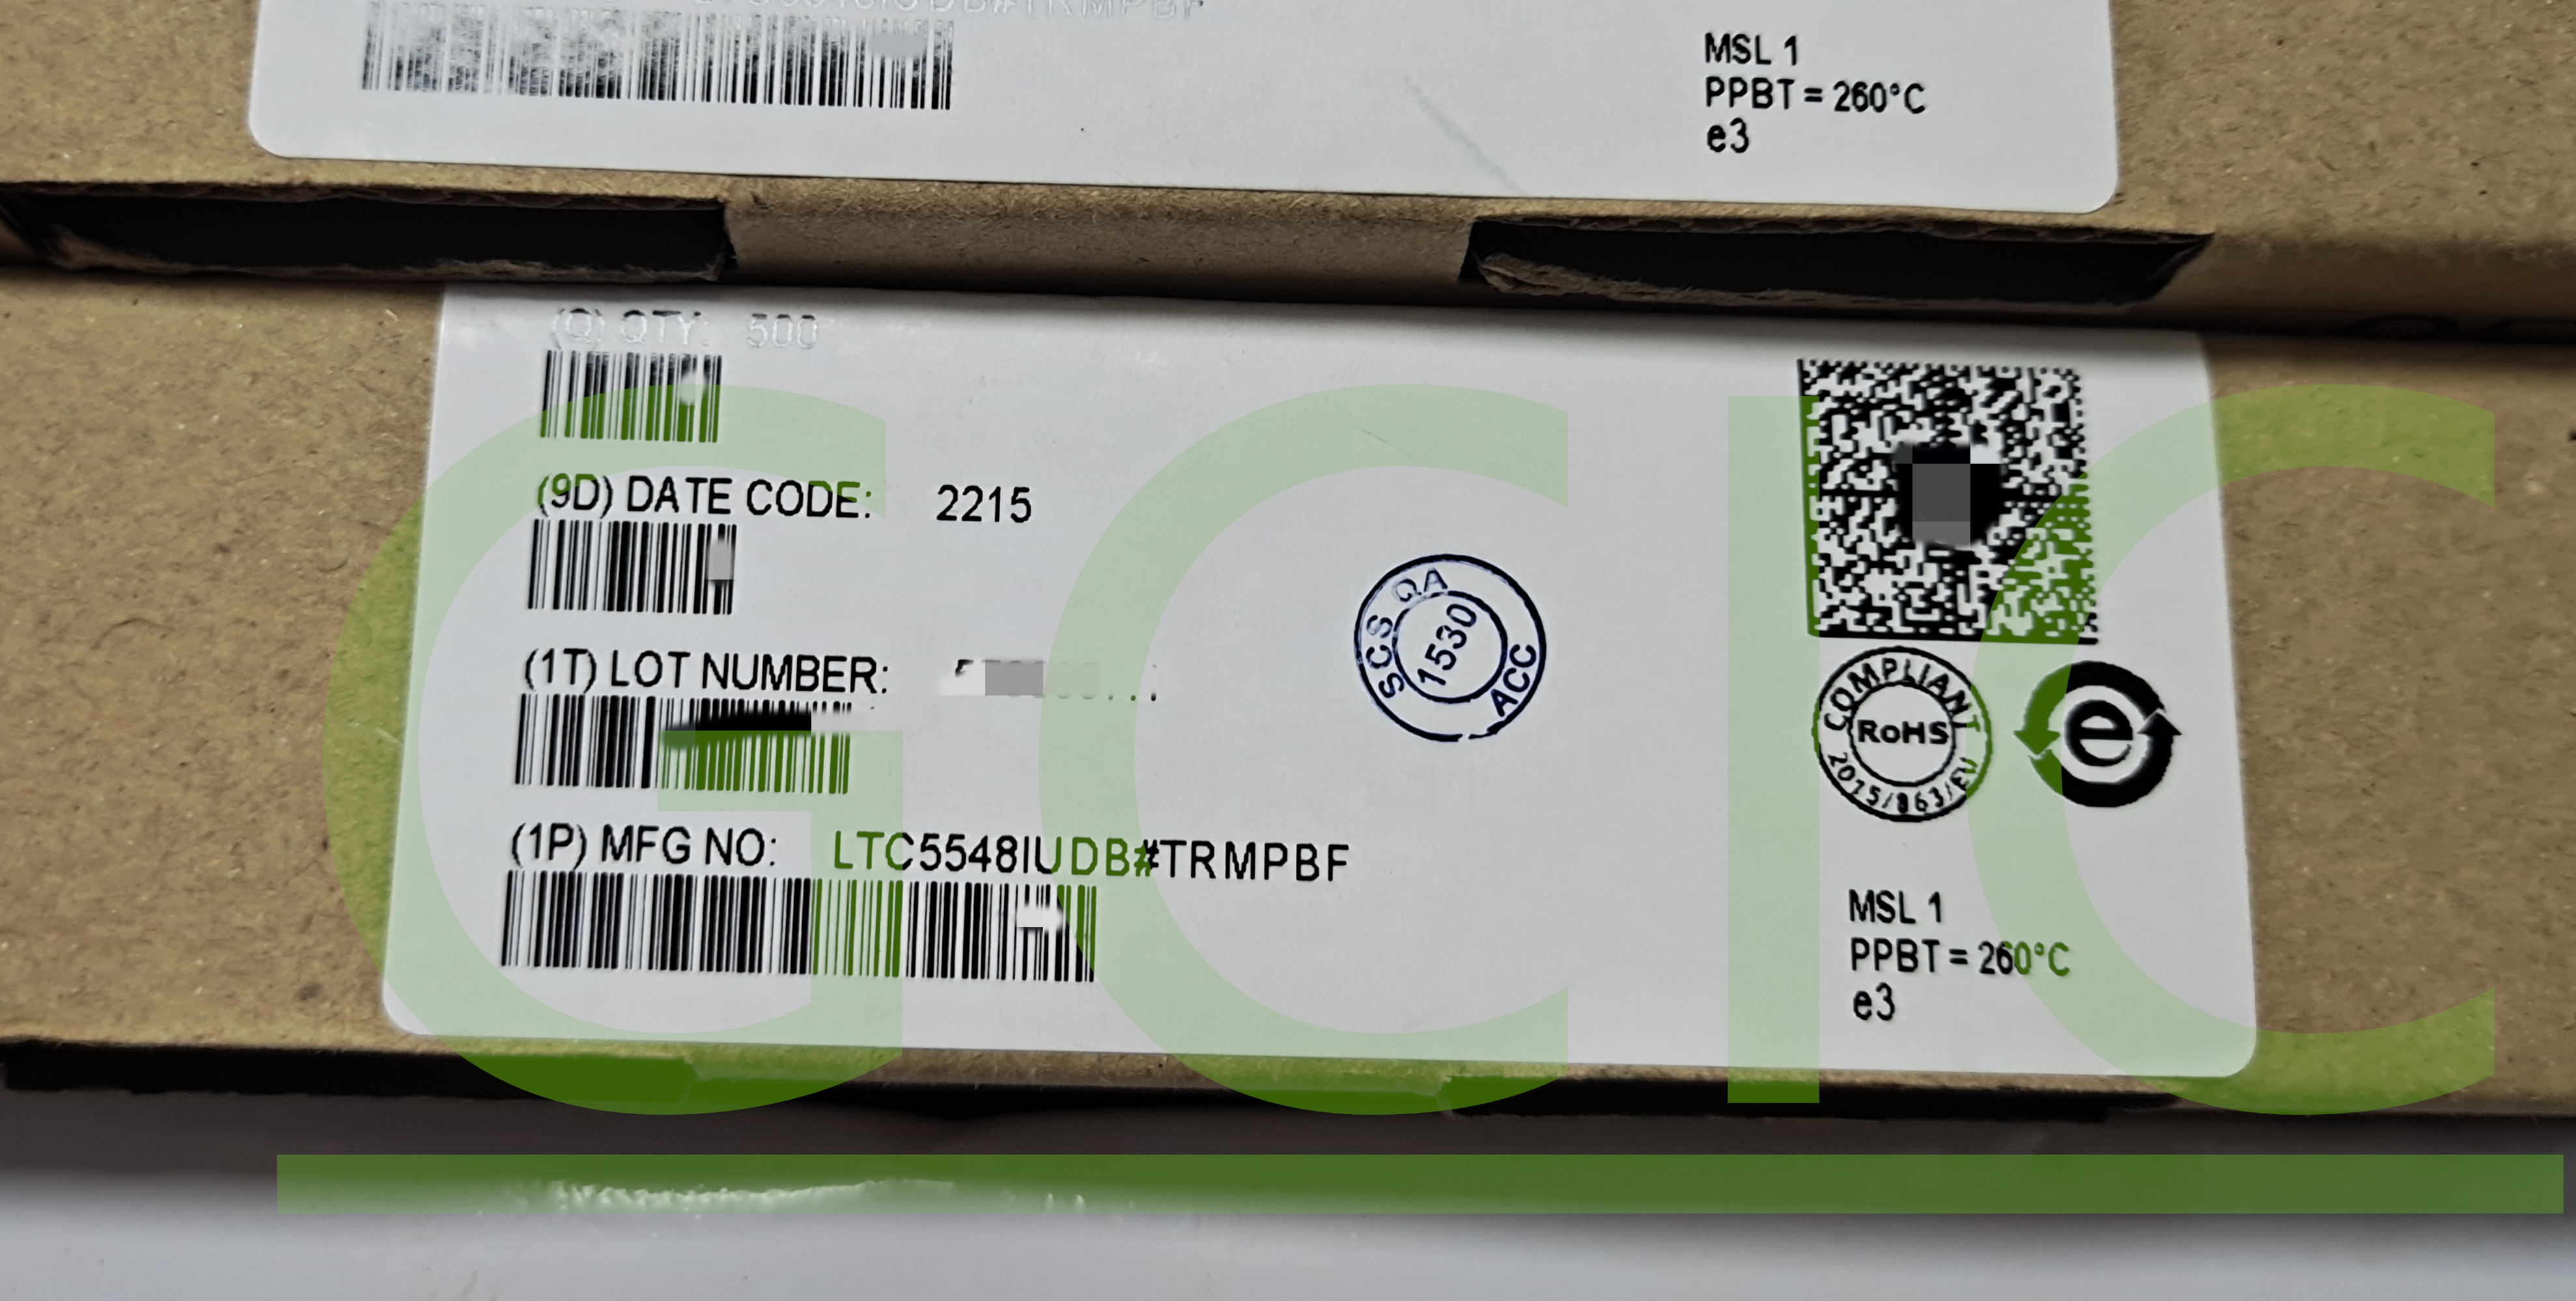 MSL 1
PPBT = 260°C
e3
(Q) QTY: 500
(9D) DATE CODE: 2215
(1T) LOT NUMBER:
(1P) MFG NO: LTC5548IUDB#TRMPBF
SCS QA
1530
ACC
COMPLIANT
RoHS
2015/863/EU
e
MSL 1
PPBT = 260°C
e3
GCIC